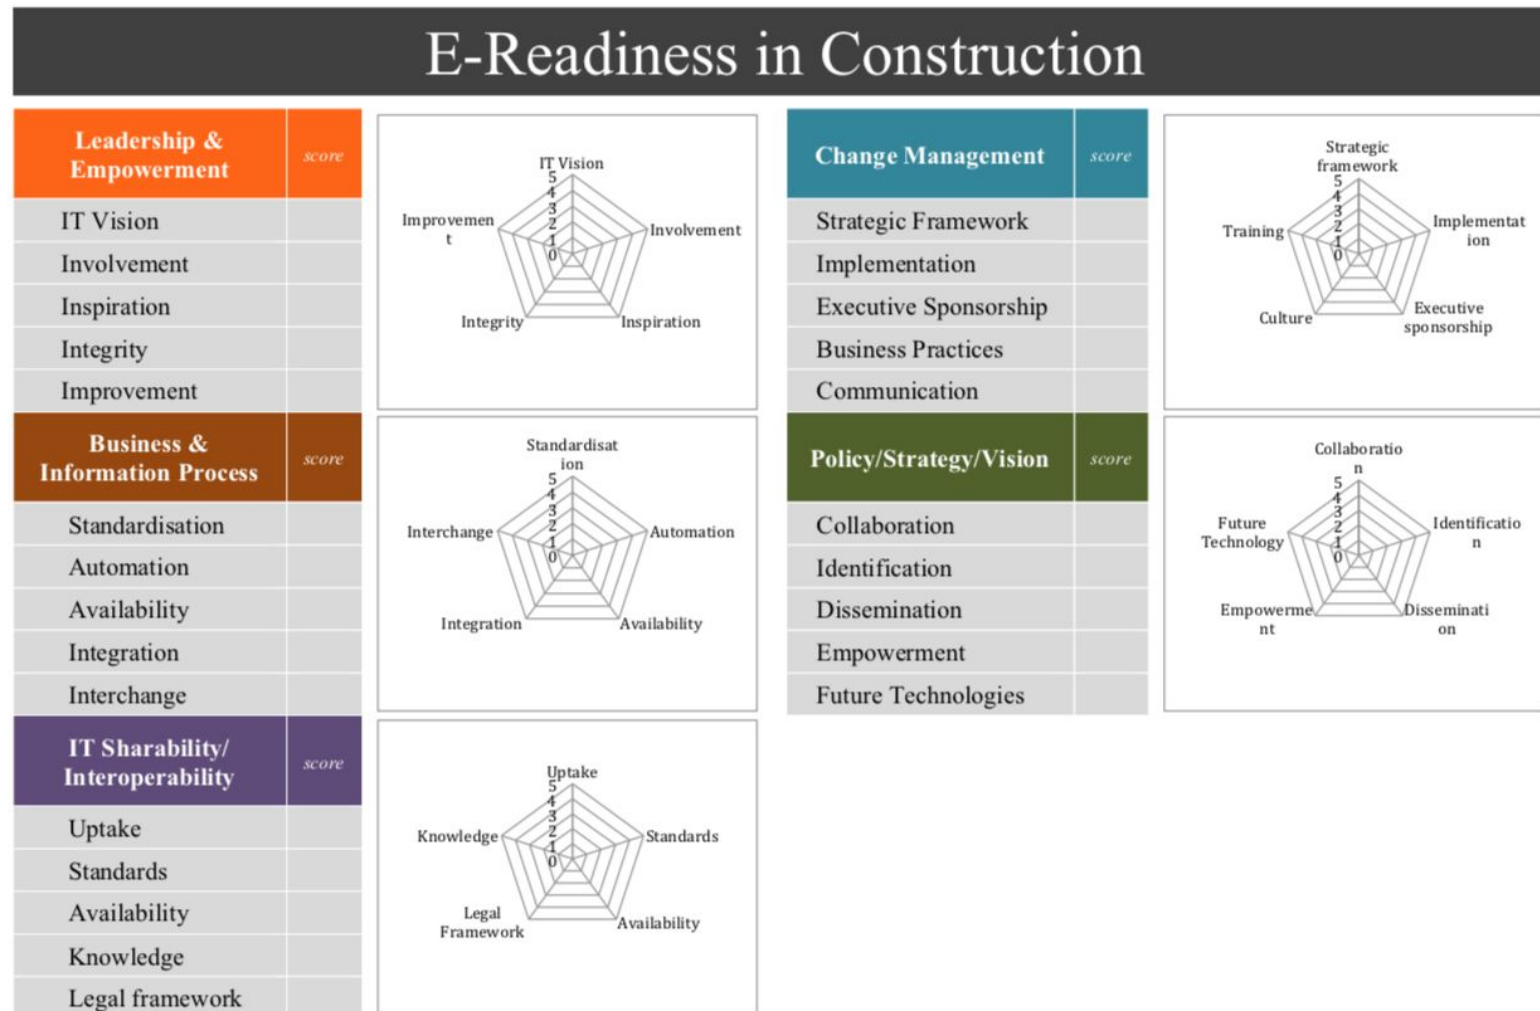 E-Readiness in Construction
Leadership &
Empowerment
score
IT Vision
Involvement
Inspiration
Integrity
Improvement
IT Vision
5
4
3
2
1
0
Involvement
Inspiration
Integrity
Improvemen
t
Change Management
score
Strategic Framework
Implementation
Executive Sponsorship
Business Practices
Communication
Strategic
framework
5
4
3
2
1
0
Implementat
ion
Executive
sponsorship
Culture
Training
Business &
Information Process
score
Standardisation
Automation
Availability
Integration
Interchange
Standardisat
ion
5
4
3
2
1
0
Automation
Availability
Integration
Interchange
Policy/Strategy/Vision
score
Collaboration
Identification
Dissemination
Empowerment
Future Technologies
Collaboratio
n
5
4
3
2
1
0
Identificatio
n
Disseminati
on
Empowerme
nt
Future
Technology
IT Sharability/
Interoperability
score
Uptake
Standards
Availability
Knowledge
Legal framework
Uptake
5
4
3
2
1
0
Standards
Availability
Legal
Framework
Knowledge